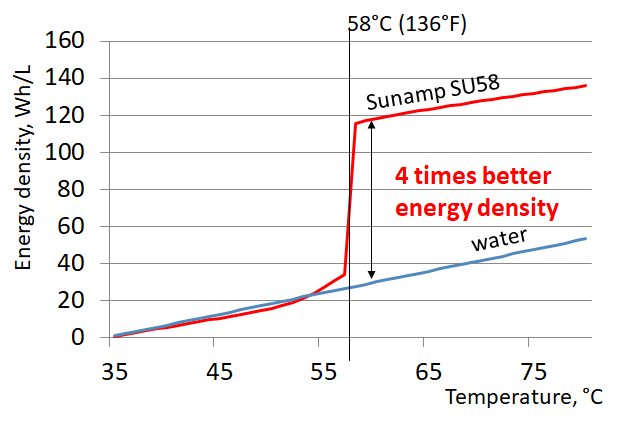 58°C (136°F)
160
140
120
100
80
60
40
20
0
Energy density, Wh/L
Sunamp SU58
4 times better
energy density
water
35
45
55
65
75
Temperature, °C